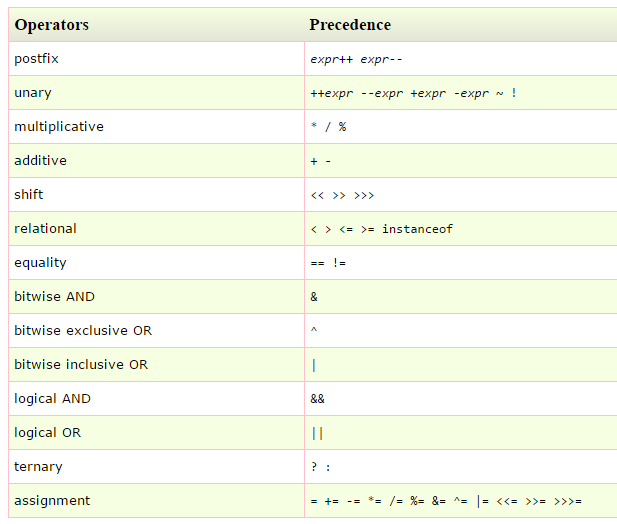 Operators Precedence
postfix expr++ expr--
unary ++expr --expr +expr -expr ~ !
multiplicative * / %
additive + -
shift << >> >>>
relational < > <= >= instanceof
equality == !=
bitwise AND &
bitwise exclusive OR ^
bitwise inclusive OR |
logical AND &&
logical OR ||
ternary ? :
assignment = += -= *= /= %= &= ^= |= <<= >>= >>>=